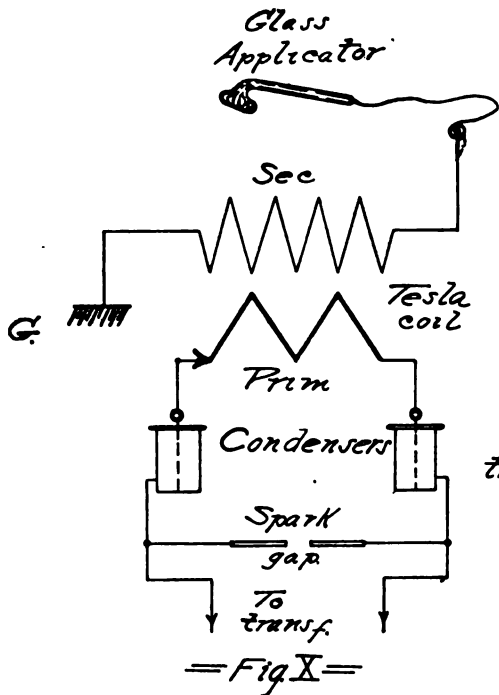 Glass
Applicator
Sec
Tesla
coil
G.
Prim
Condensers
Spark
gap.
To
transf.
=Fig X=